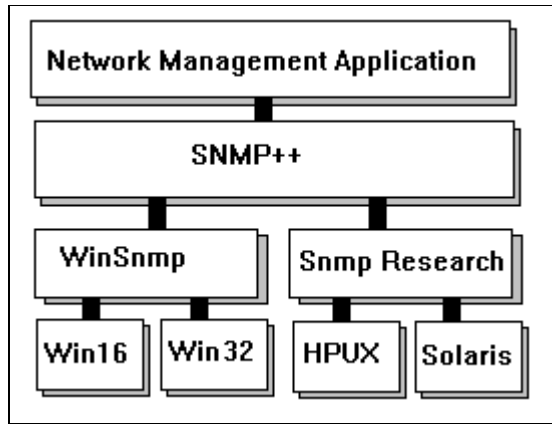 Network Management Application
SNMP++
WinSnmp
Snmp Research
Win16
Win32
HPUX
Solaris